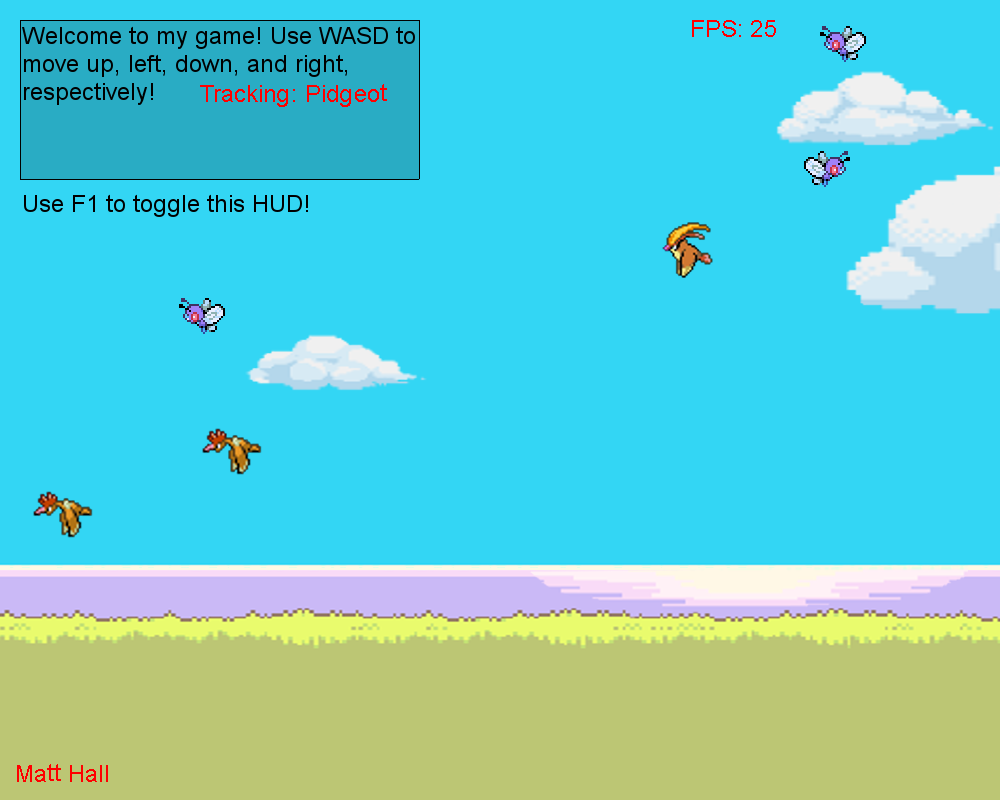 Welcome to my game! Use WASD to
move up, left, down, and right,
respectively!
Tracking: Pidgeot
Use F1 to toggle this HUD!
FPS: 25
Matt Hall